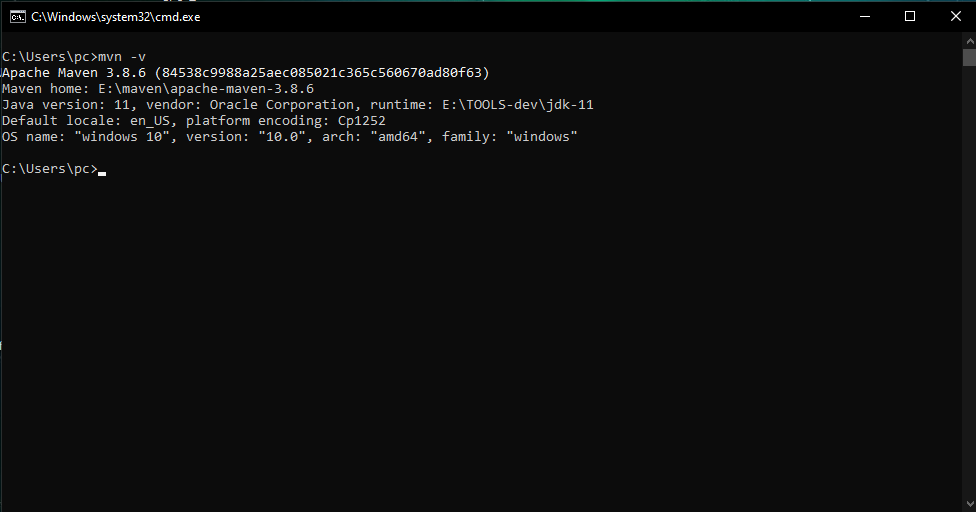 C:\Windows\system32\cmd.exe
C:\Users\pc>mvn -v
Apache Maven 3.8.6 (84538c9988a25aec085021c365c560670ad80f63)
Maven home: E:\maven\apache-maven-3.8.6
Java version: 11, vendor: Oracle Corporation, runtime: E:\TOOLS-dev\jdk-11
Default locale: en_US, platform encoding: Cp1252
OS name: "windows 10", version: "10.0", arch: "amd64", family: "windows"
C:\Users\pc>